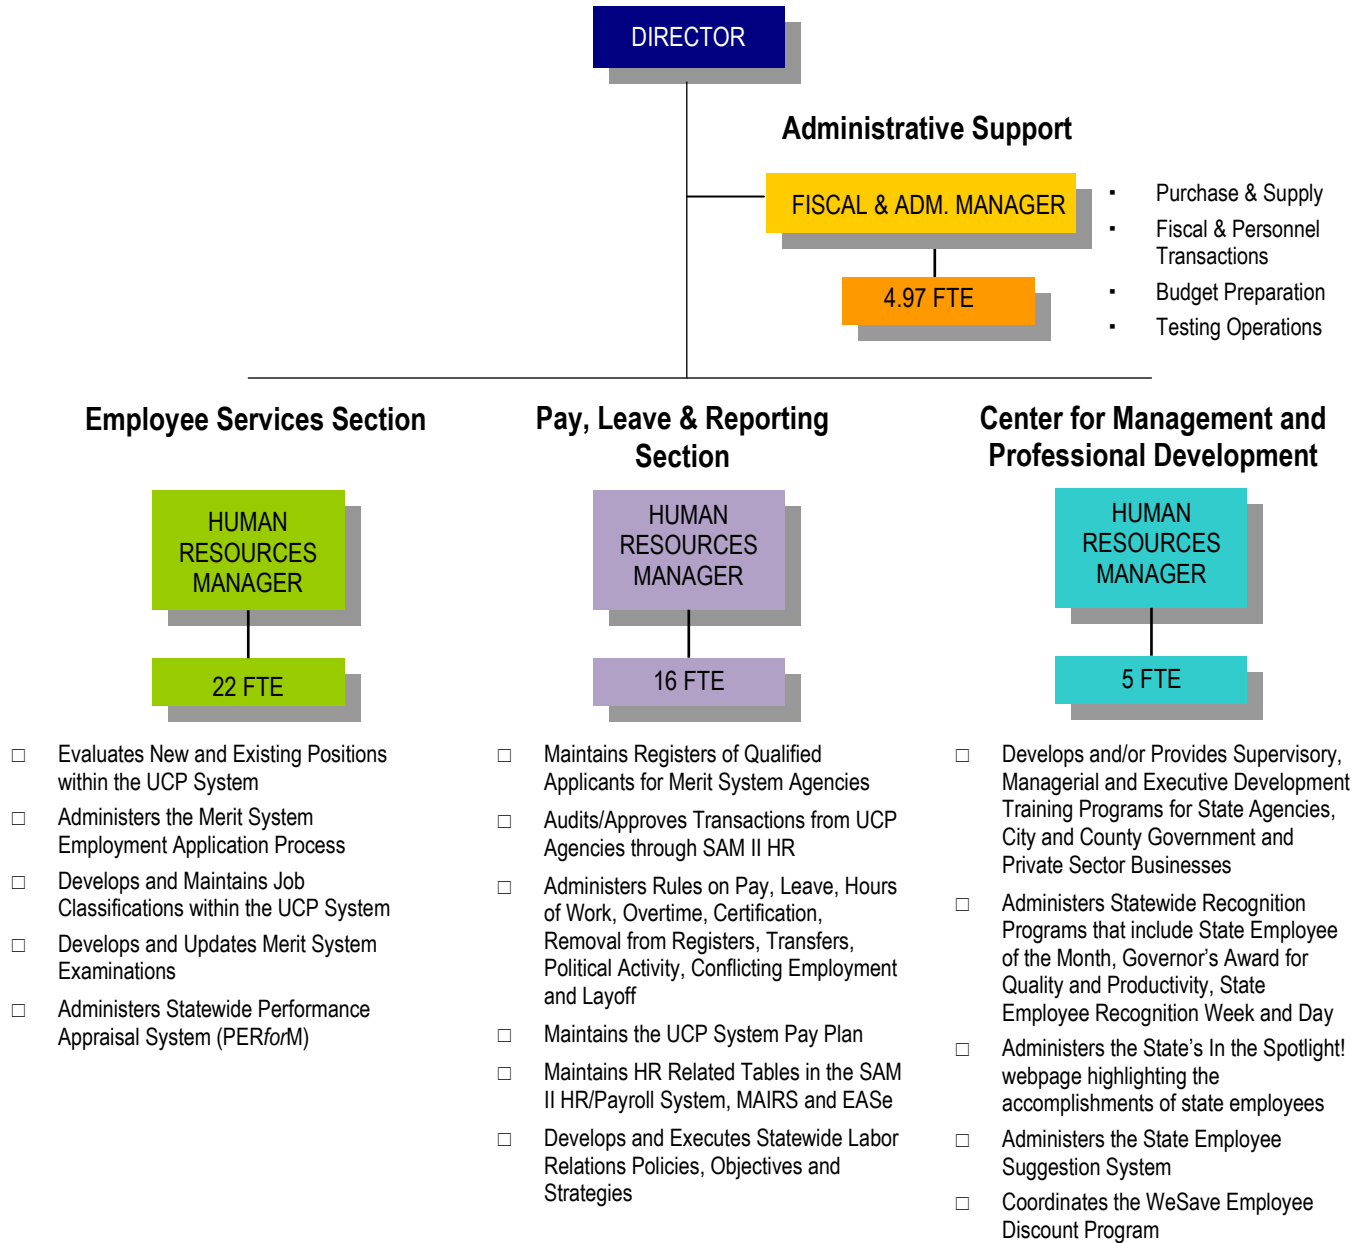 DIRECTOR
Administrative Support
FISCAL & ADM. MANAGER
4.97 FTE
▪ Purchase & Supply
▪ Fiscal & Personnel
Transactions
▪ Budget Preparation
▪ Testing Operations
Employee Services Section
HUMAN
RESOURCES
MANAGER
22 FTE
□ Evaluates New and Existing Positions
within the UCP System
□ Administers the Merit System
Employment Application Process
□ Develops and Maintains Job
Classifications within the UCP System
□ Develops and Updates Merit System
Examinations
□ Administers Statewide Performance
Appraisal System (PERforM)
Pay, Leave & Reporting
Section
HUMAN
RESOURCES
MANAGER
16 FTE
□ Maintains Registers of Qualified
Applicants for Merit System Agencies
□ Audits/Approves Transactions from UCP
Agencies through SAM II HR
□ Administers Rules on Pay, Leave, Hours
of Work, Overtime, Certification,
Removal from Registers, Transfers,
Political Activity, Conflicting Employment
and Layoff
□ Maintains the UCP System Pay Plan
□ Maintains HR Related Tables in the SAM
II HR/Payroll System, MAIRS and EASe
□ Develops and Executes Statewide Labor
Relations Policies, Objectives and
Strategies
Center for Management and
Professional Development
HUMAN
RESOURCES
MANAGER
5 FTE
□ Develops and/or Provides Supervisory,
Managerial and Executive Development
Training Programs for State Agencies,
City and County Government and
Private Sector Businesses
□ Administers Statewide Recognition
Programs that include State Employee
of the Month, Governor’s Award for
Quality and Productivity, State
Employee Recognition Week and Day
□ Administers the State’s In the Spotlight!
webpage highlighting the
accomplishments of state employees
□ Administers the State Employee
Suggestion System
□ Coordinates the WeSave Employee
Discount Program